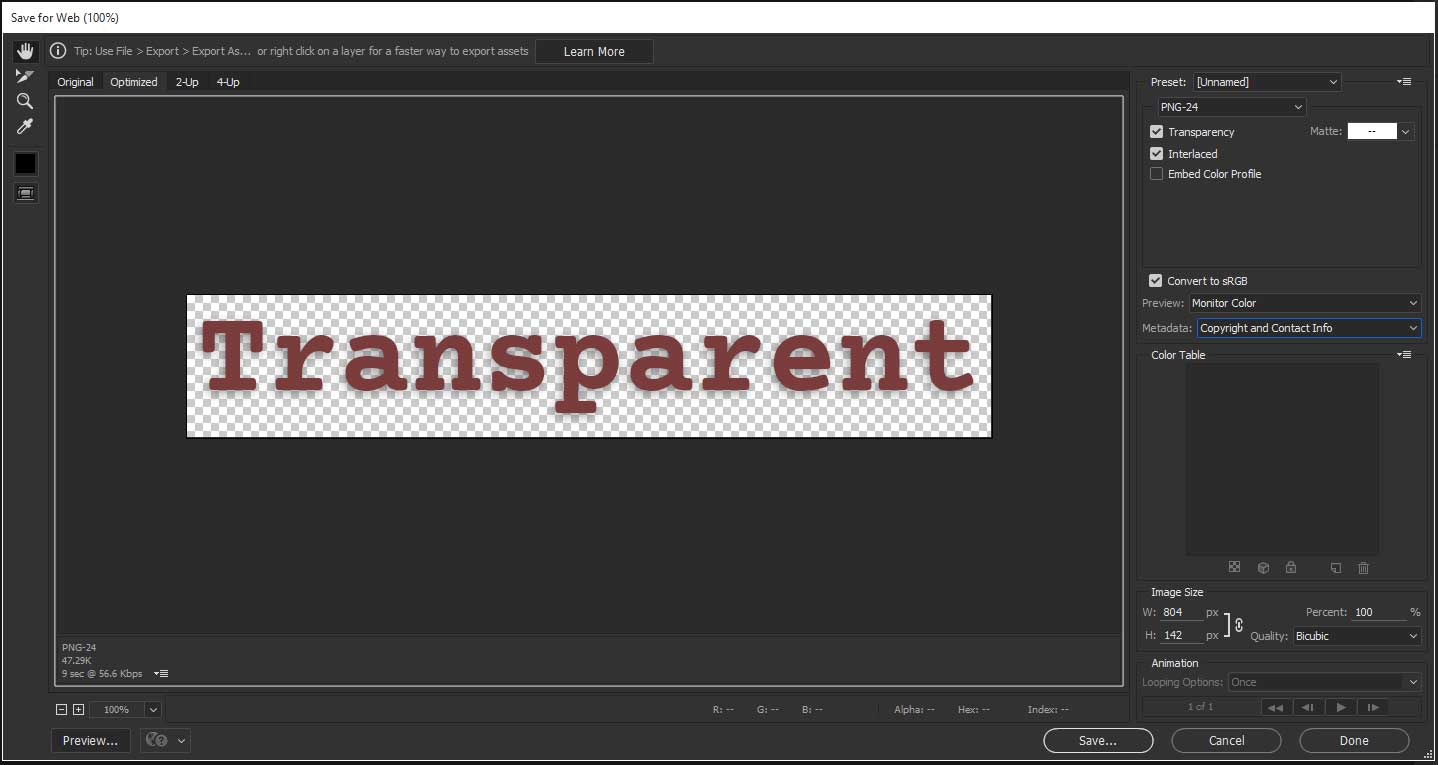 Save for Web (100%)
Tip: Use File > Export > Export As... or right click on a layer for a faster way to export assets
Learn More
Original Optimized 2-Up 4-Up
Transparent
PNG-24
47.29K
9 sec @ 56.6 Kbps
100%
R: -- G: -- B: -- Alpha: -- Hex: -- Index: --
Preview...
Preset: [Unnamed]
PNG-24
Transparency Matte: --
Interlaced
Embed Color Profile
Convert to sRGB
Preview: Monitor Color
Metadata: Copyright and Contact Info
Color Table
Image Size
W: 804 px Percent: 100 %
H: 142 px Quality: Bicubic
Animation
Looping Options: Once
1 of 1
Save... Cancel Done